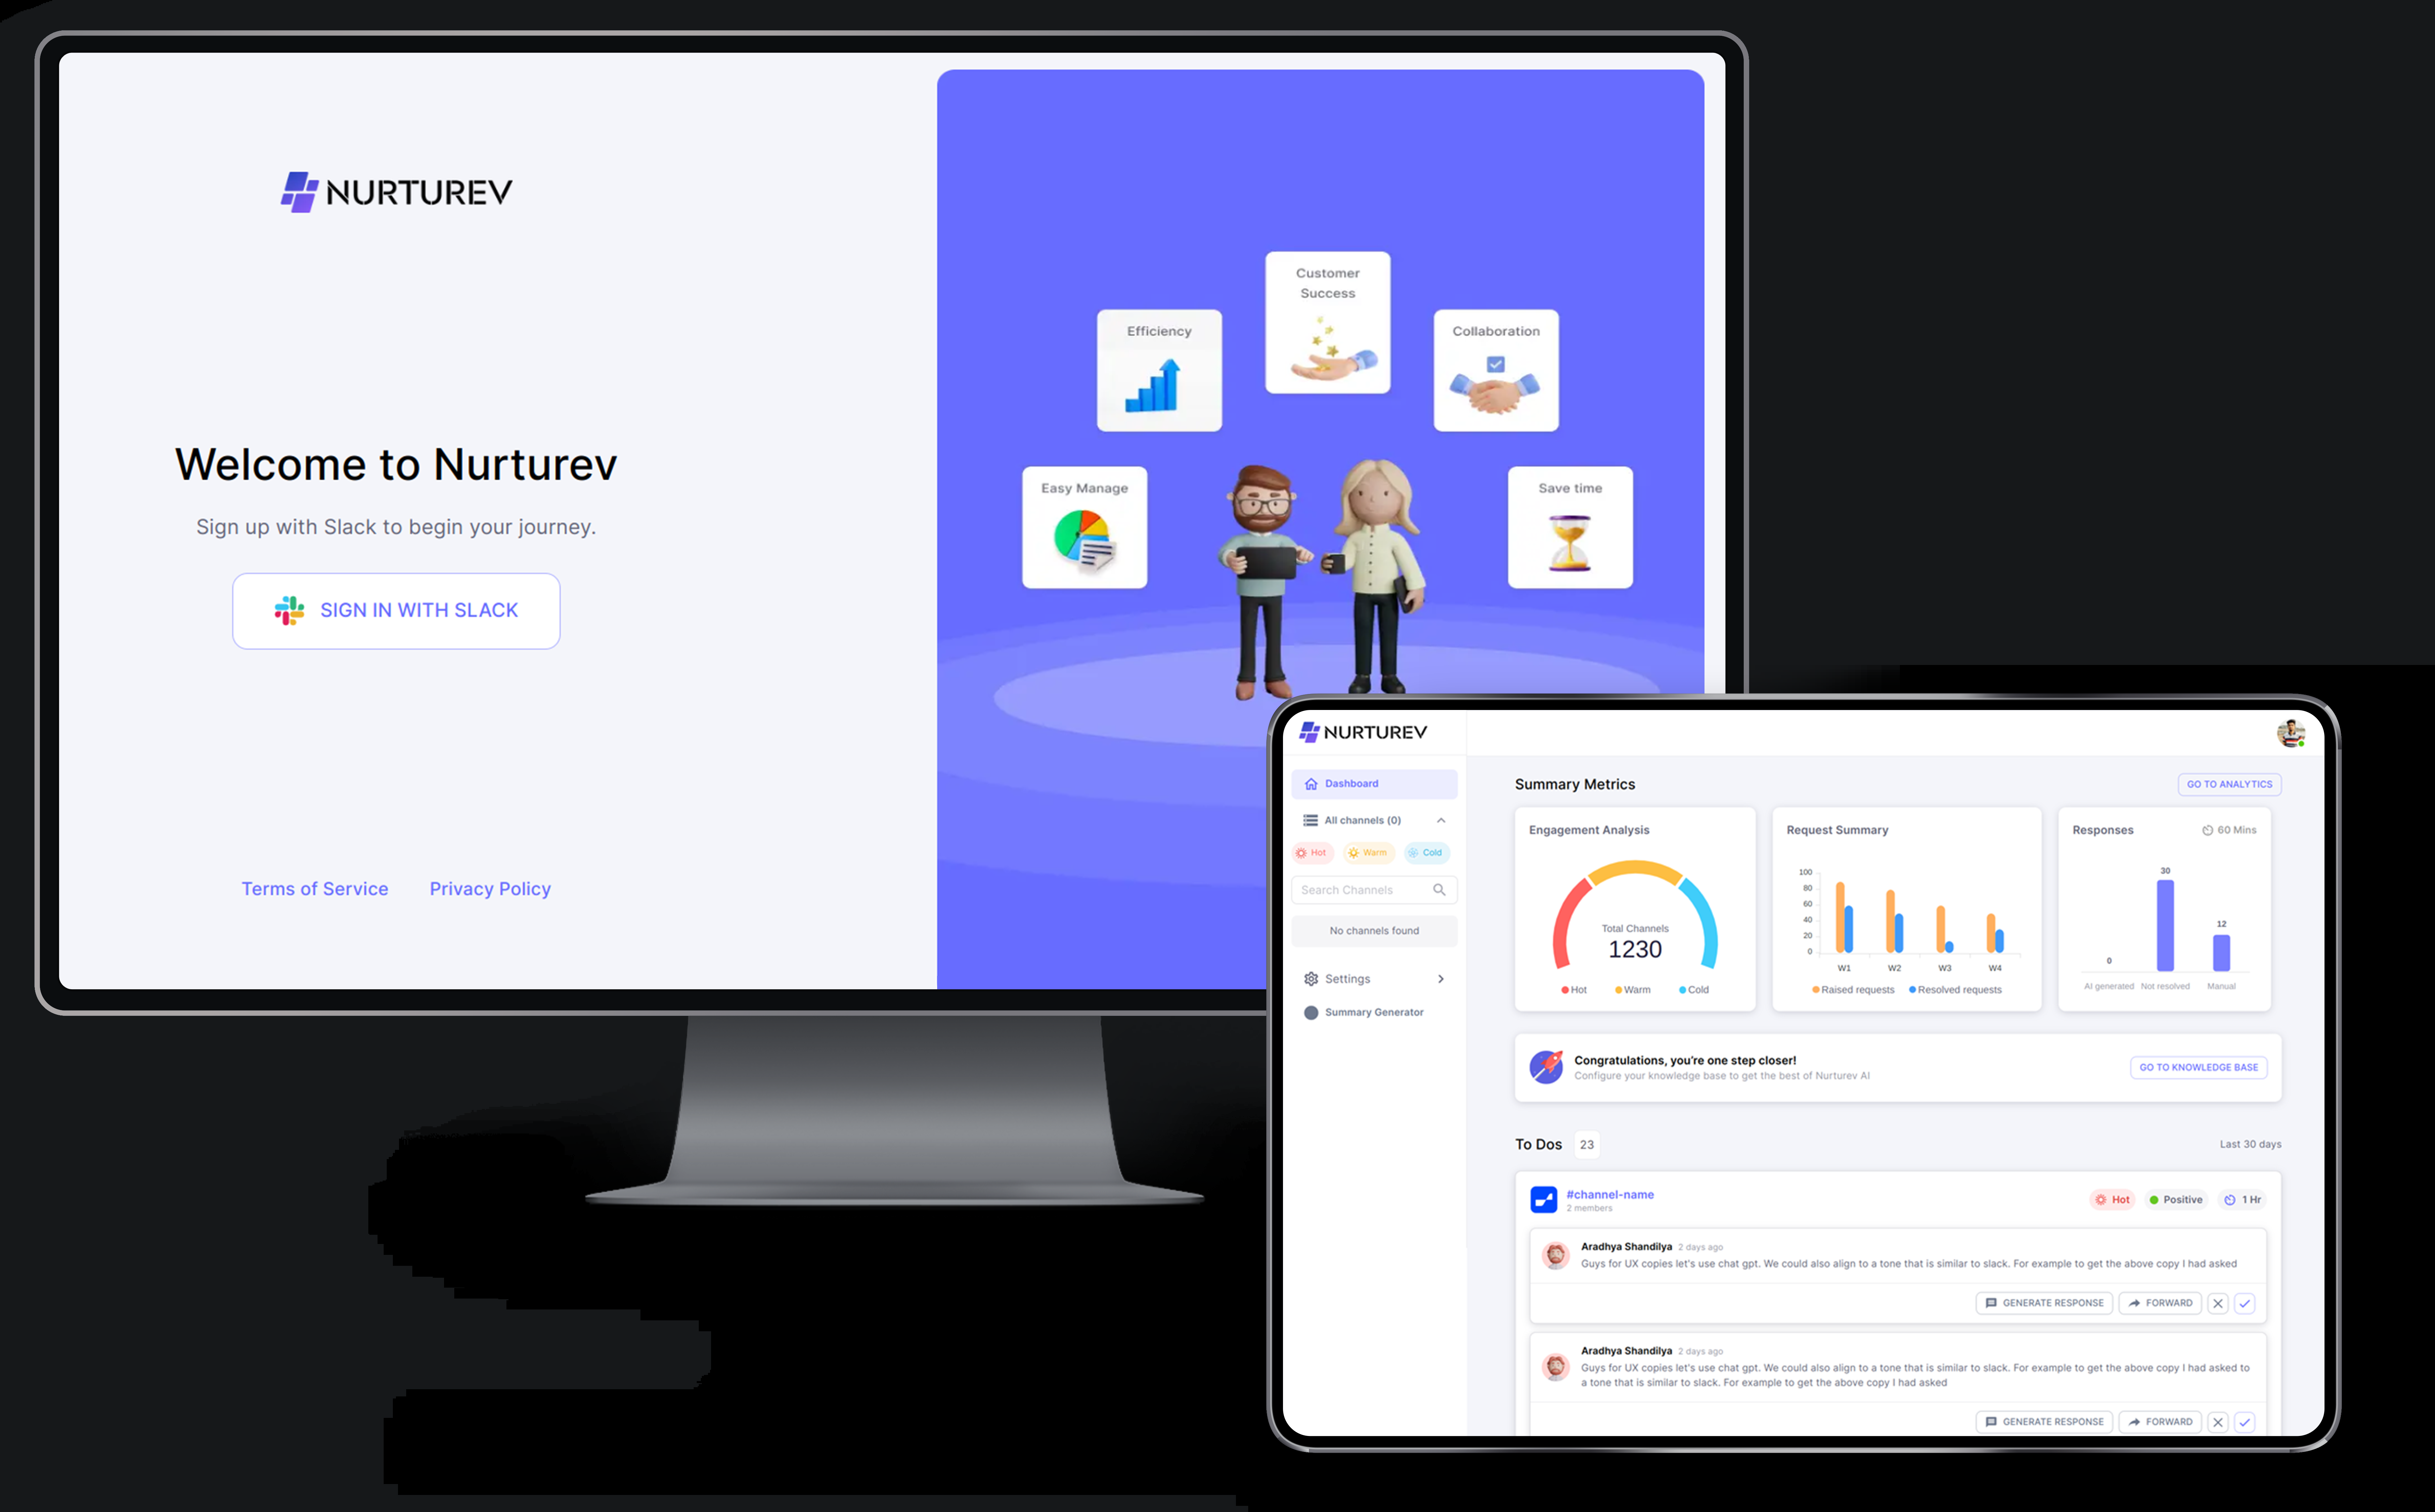 NURTUREV
Welcome to Nurturev
Sign up with Slack to begin your journey.
SIGN IN WITH SLACK
Terms of Service Privacy Policy
Customer
Success
Efficiency
Collaboration
Easy Manage
Save time
NURTUREV
Dashboard
All channels (0)
Hot Warm Cold
Search Channels
No channels found
Settings
Summary Generator
Summary Metrics
GO TO ANALYTICS
Engagement Analysis
Total Channels
1230
Hot Warm Cold
Request Summary
100
80
60
40
20
0
W1 W2 W3 W4
Raised requests Resolved requests
Responses 60 Mins
30
12
0
AI generated Not resolved Manual
Congratulations, you're one step closer!
Configure your knowledge base to get the best of Nurturev AI
GO TO KNOWLEDGE BASE
To Dos 23 Last 30 days
#channel-name
2 members
Hot Positive 1 Hr
Aradhya Shandilya 2 days ago
Guys for UX copies let's use chat gpt. We could also align to a tone that is similar to slack. For example to get the above copy I had asked
GENERATE RESPONSE FORWARD
Aradhya Shandilya 2 days ago
Guys for UX copies let's use chat gpt. We could also align to a tone that is similar to slack. For example to get the above copy I had asked to
a tone that is similar to slack. For example to get the above copy I had asked
GENERATE RESPONSE FORWARD